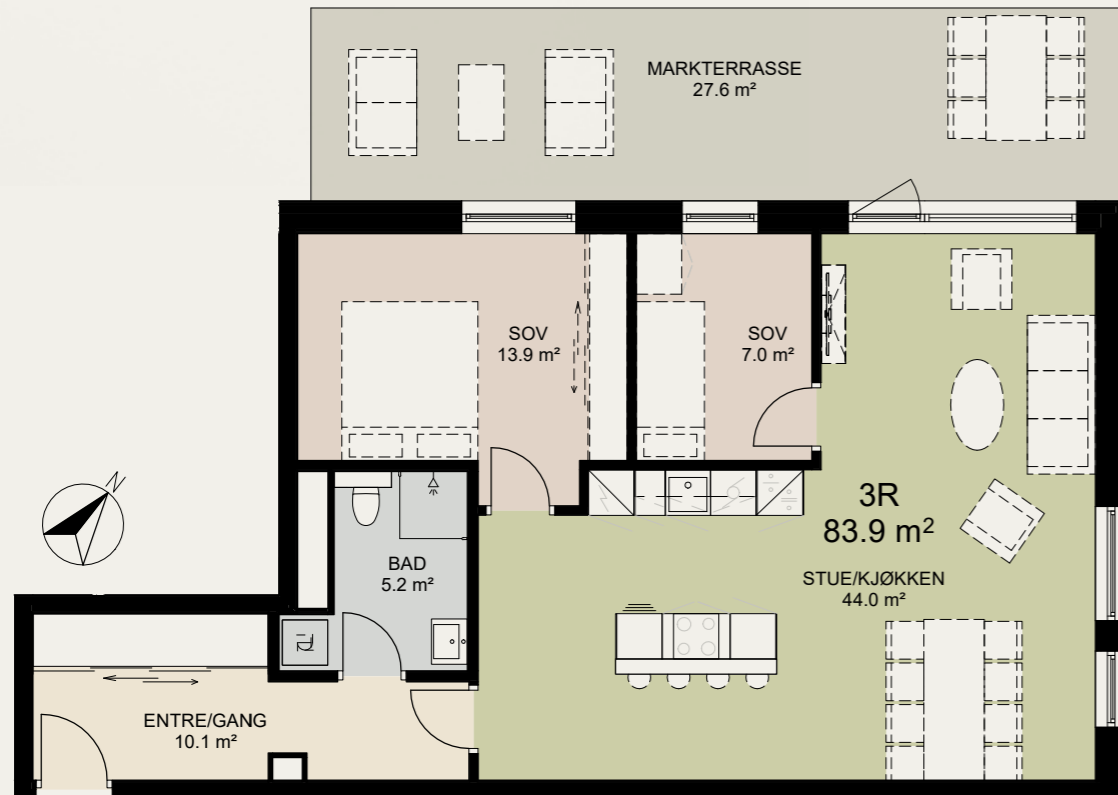 MARKTERRASSE
27.6 m²
SOV
13.9 m²
SOV
7.0 m²
3R
83.9 m²
STUE/KJØKKEN
44.0 m²
BAD
5.2 m²
N
ENTRE/GANG
10.1 m²